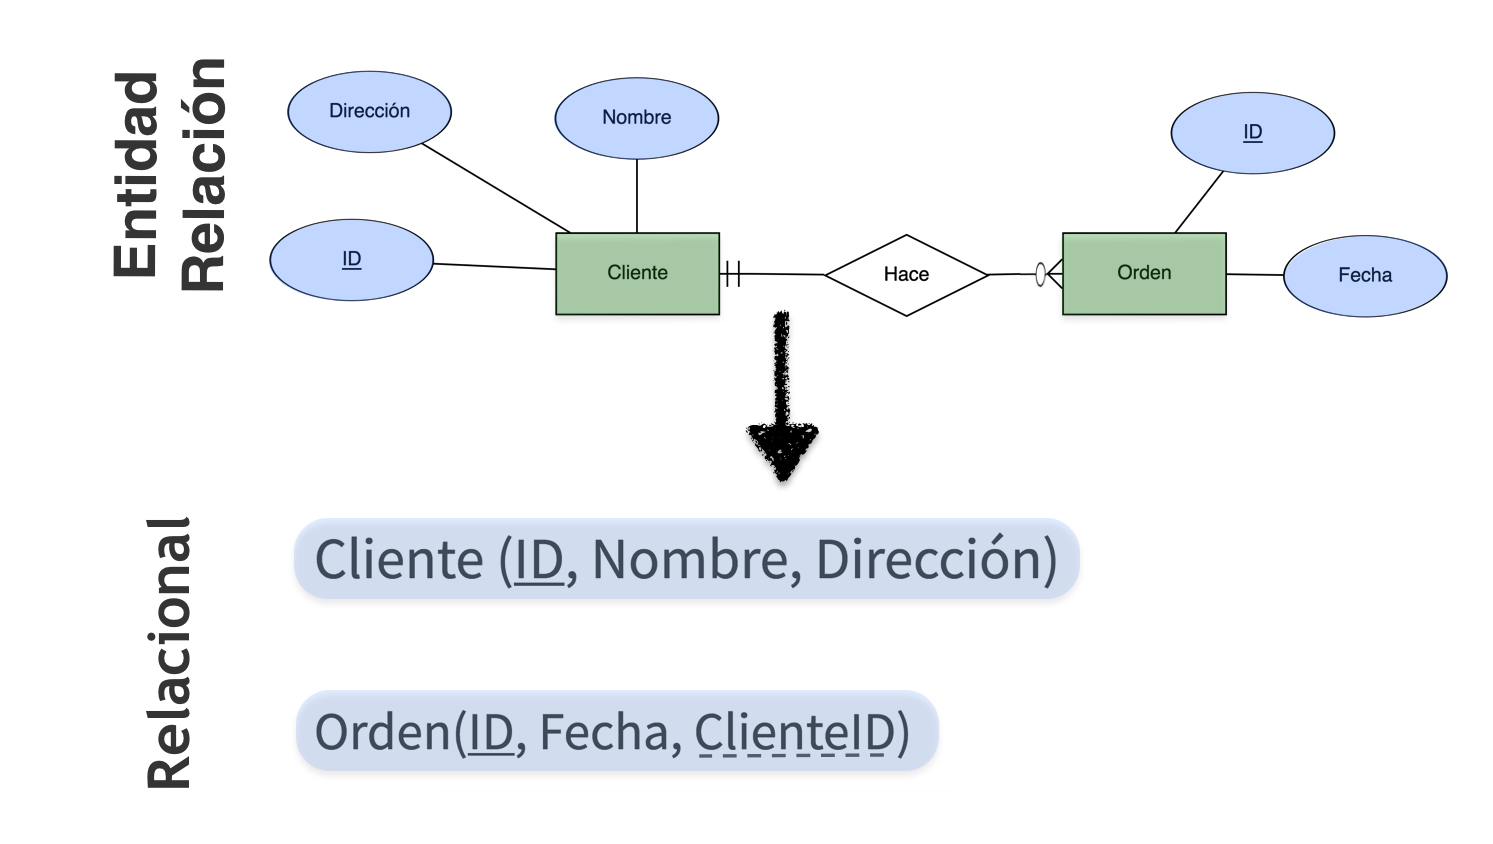 Entidad
Relación
Dirección
Nombre
ID
ID
Cliente
Hace
Orden
Fecha
Relacional
Cliente (ID, Nombre, Dirección)
Orden(ID, Fecha, ClienteID)